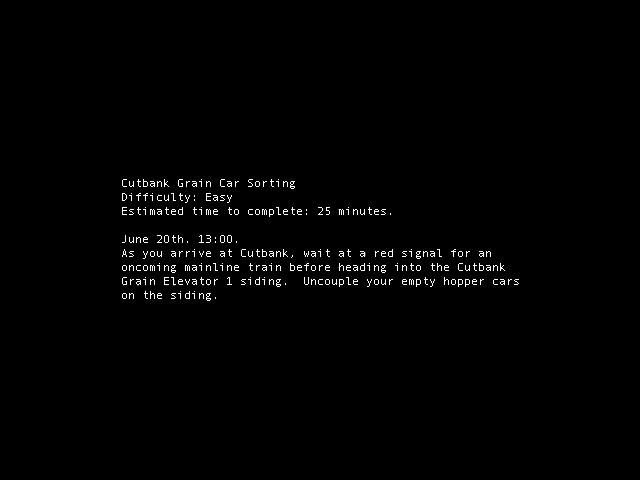 Cutbank Grain Car Sorting
Difficulty: Easy
Estimated time to complete: 25 minutes.
June 20th. 13:00.
As you arrive at Cutbank, wait at a red signal for an
oncoming mainline train before heading into the Cutbank
Grain Elevator 1 siding.  Uncouple your empty hopper cars
on the siding.